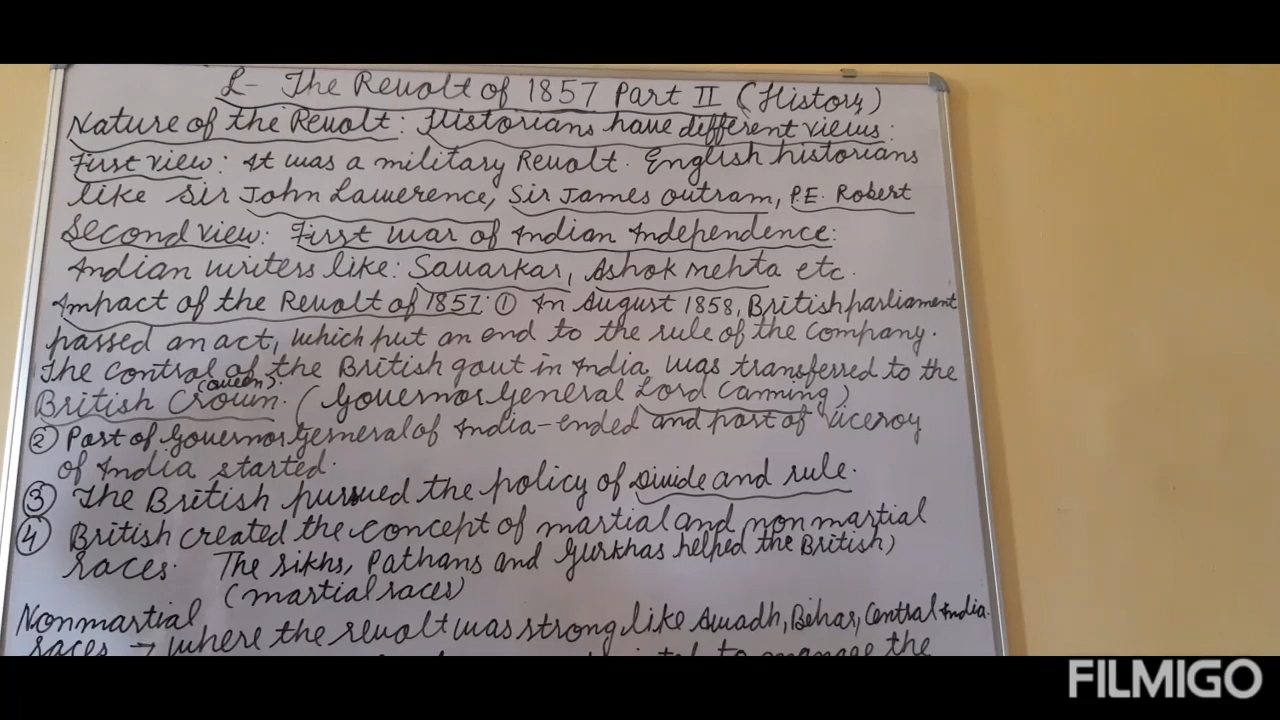 L- The Revolt of 1857 Part II (History)
Nature of the Revolt: Historians have different views:
First view: It was a military Revolt. English historians
like Sir John Lawerence, Sir James outram, P.E. Robert
Second view: First war of Indian Independence:
Indian writers like: Savarkar, Ashok mehta etc.
Impact of the Revolt of 1857: ① In August 1858, British parliament
passed an act, which put an end to the rule of the company.
The control of the British govt in India was transferred to the
(Queen)
British Crown. (Governor General Lord Canning)
② Post of Governor General of India-ended and post of viceroy
of India started.
③ The British pursued the policy of Divide and rule.
④ British created the concept of martial and non martial
races. The sikhs, Pathans and Gurkhas helped the British)
(martial races)
Nonmartial
races → where the revolt was strong like Awadh, Bihar, Central India.
to manage the
FILMIGO